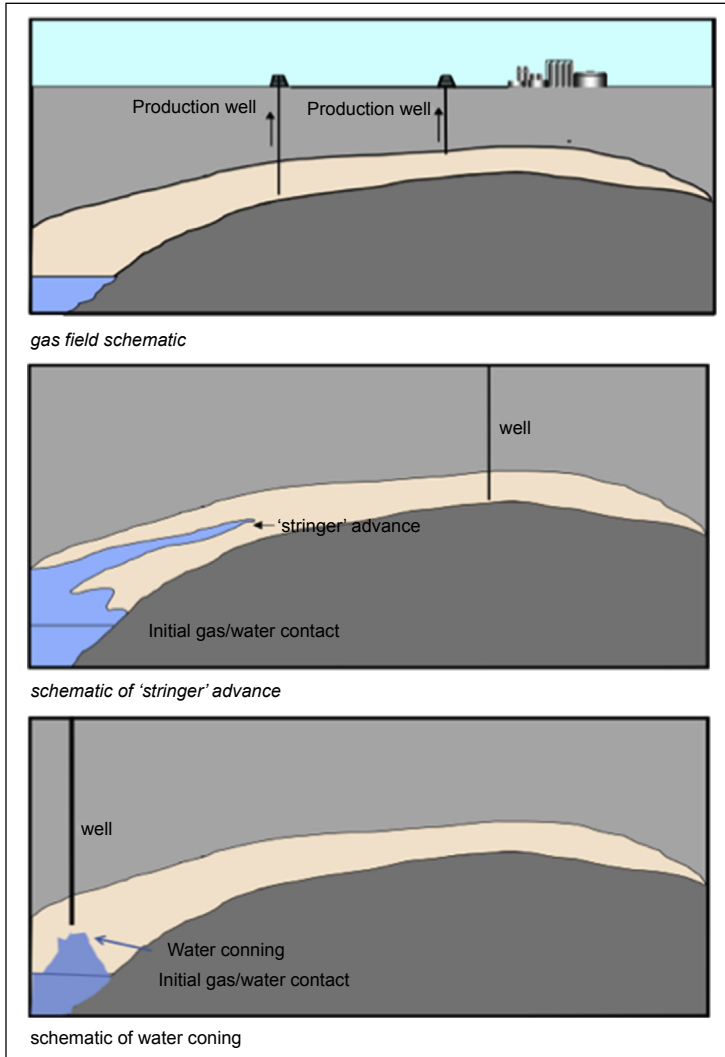 Production well
Production well
gas field schematic
well
'stringer' advance
Initial gas/water contact
schematic of 'stringer' advance
well
Water conning
Initial gas/water contact
schematic of water coning